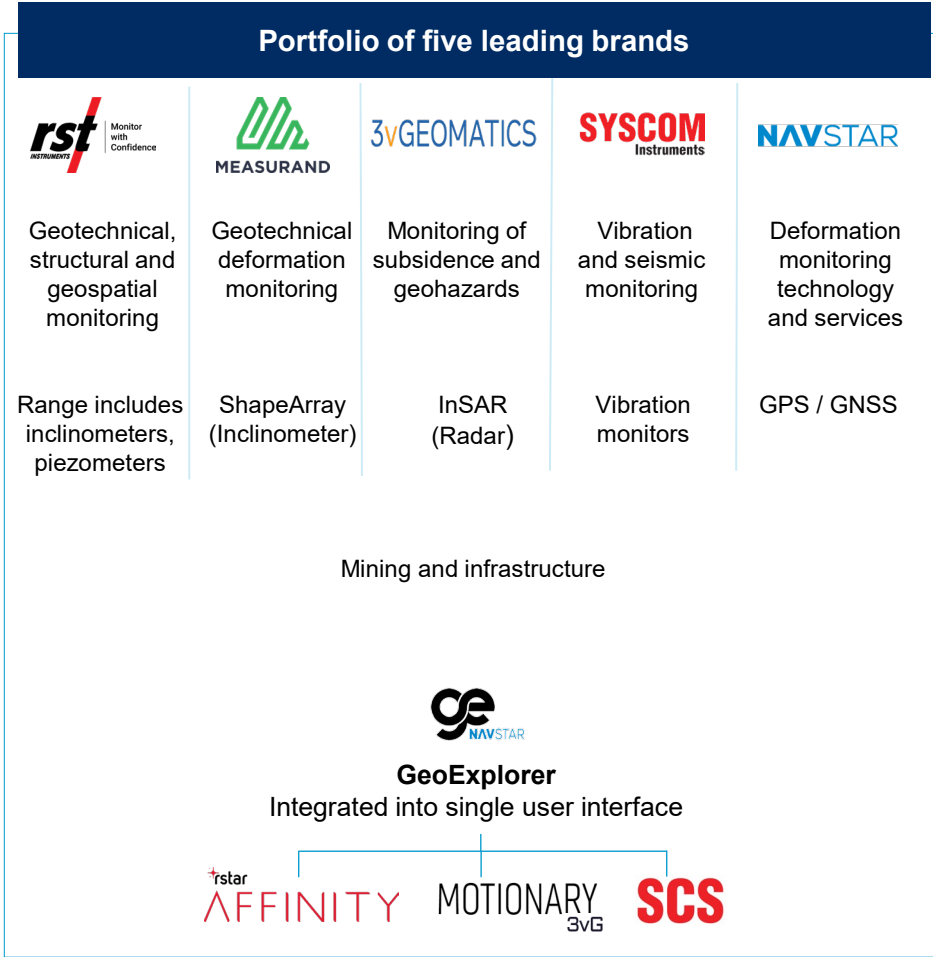 Portfolio of five leading brands
rst
INSTRUMENTS
Monitor
with
Confidence
MEASURAND
3vGEOMATICS
SYSCOM
Instruments
NAVSTAR
Geotechnical,
structural and
geospatial
monitoring
Geotechnical
deformation
monitoring
Monitoring of
subsidence and
geohazards
Vibration
and seismic
monitoring
Deformation
monitoring
technology
and services
Range includes
inclinometers,
piezometers
ShapeArray
(Inclinometer)
InSAR
(Radar)
Vibration
monitors
GPS / GNSS
Mining and infrastructure
ge
NAVSTAR
GeoExplorer
Integrated into single user interface
rstar
AFFINITY
MOTIONARY
3vG
SCS